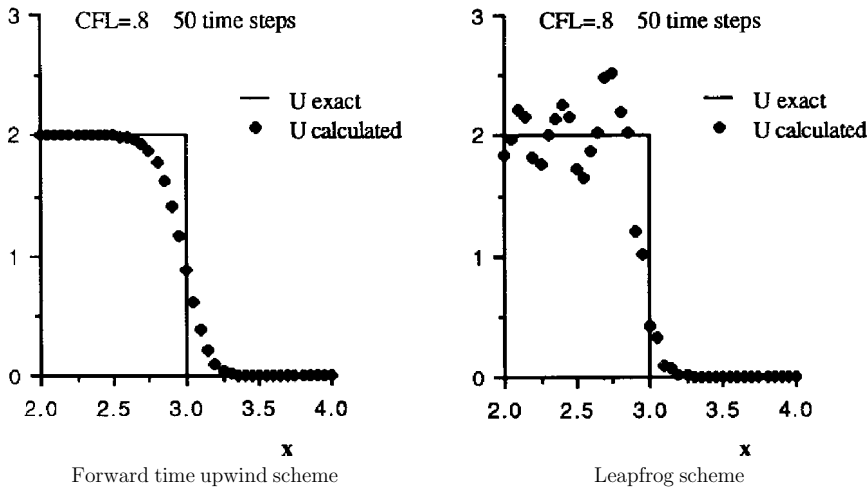 CFL=.8 50 time steps
2
1
0
— U exact
U calculated
2.0 2.5 3.0 3.5 4.0
x
Forward time upwind scheme
CFL=.8 50 time steps
2
1
0
— U exact
U calculated
2.0 2.5 3.0 3.5 4.0
x
Leapfrog scheme